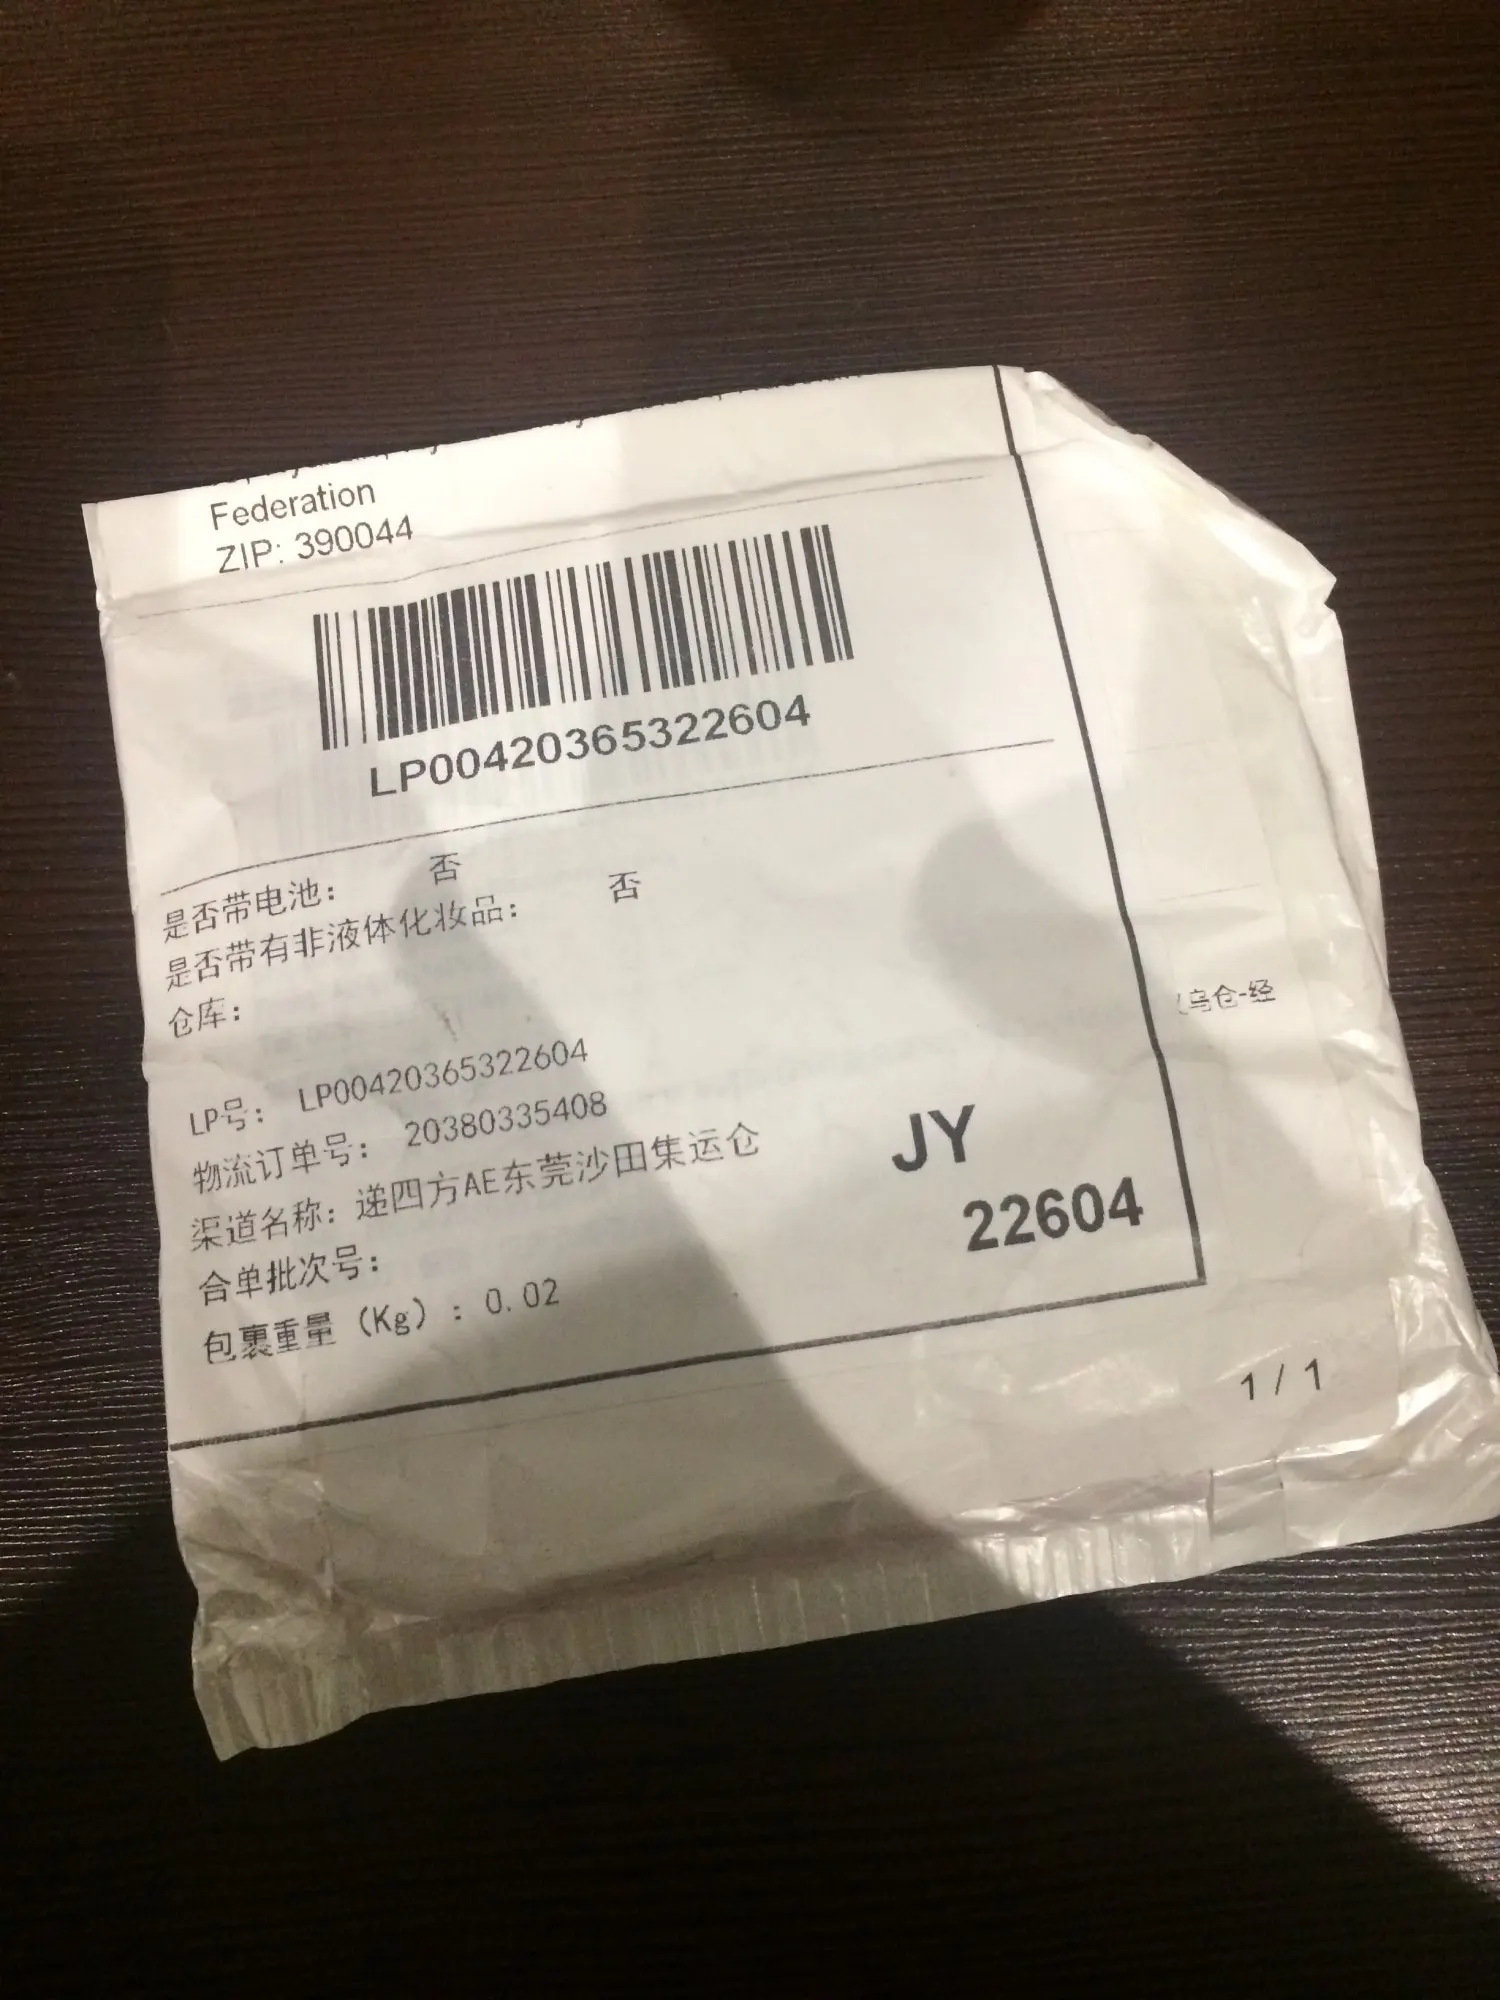 Federation
ZIP: 390044
LP00420365322604
是否带电池： 否
是否带有非液体化妆品： 否
仓库：
乌仓-经
LP号： LP00420365322604
物流订单号： 20380335408
渠道名称：递四方AE东莞沙田集运仓
合单批次号：
包裹重量（Kg）：0.02
JY
22604
1 / 1